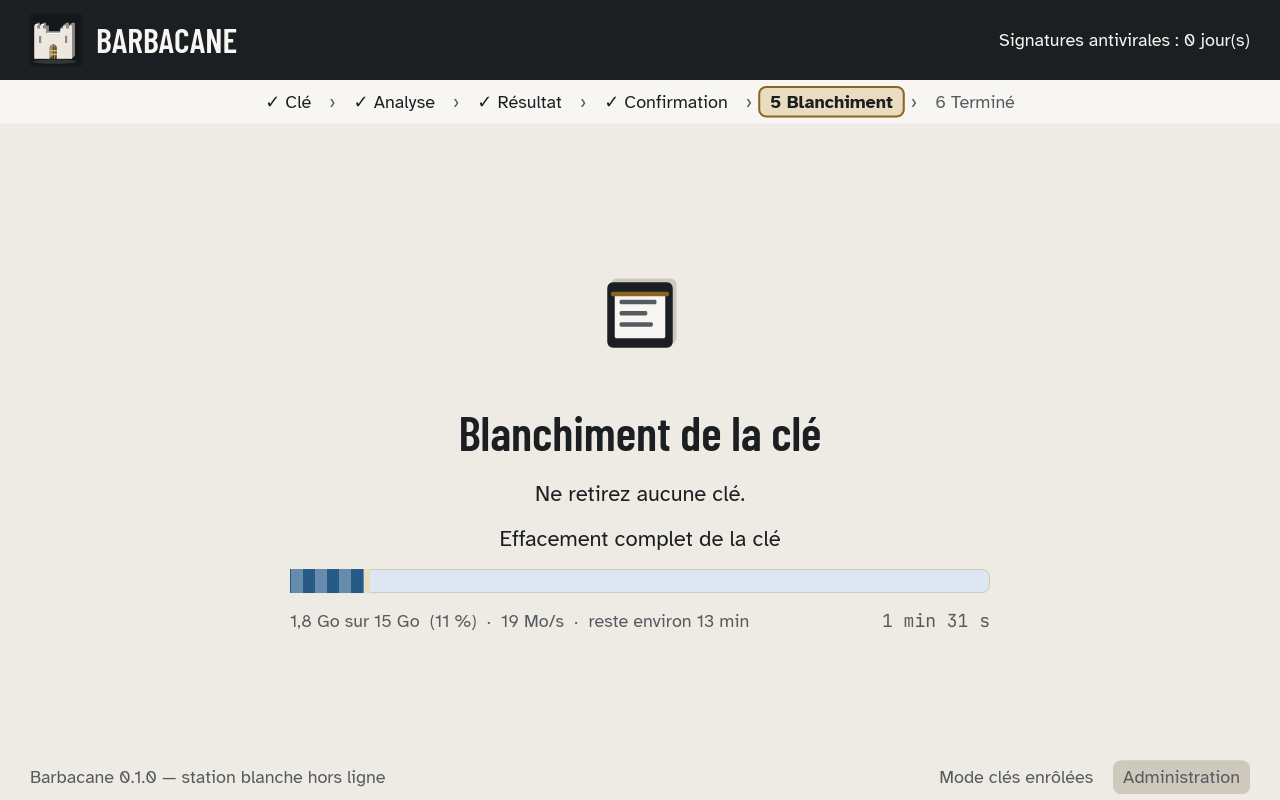 BARBACANE
Signatures antivirales : 0 jour(s)
✓ Clé › ✓ Analyse › ✓ Résultat › ✓ Confirmation › 5 Blanchiment › 6 Terminé
Blanchiment de la clé
Ne retirez aucune clé.
Effacement complet de la clé
1,8 Go sur 15 Go (11 %) · 19 Mo/s · reste environ 13 min
1 min 31 s
Barbacane 0.1.0 — station blanche hors ligne
Mode clés enrôlées
Administration